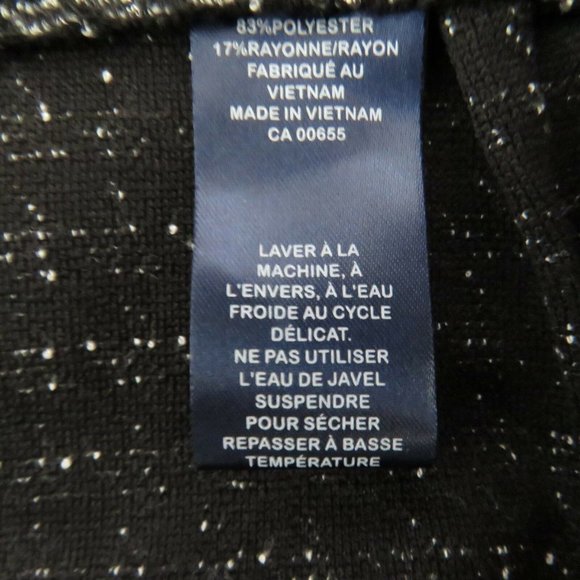 83%POLYESTER
17%RAYONNE/RAYON
FABRIQUÉ AU
VIETNAM
MADE IN VIETNAM
CA 00655
LAVER À LA
MACHINE, À
L'ENVERS, À L'EAU
FROIDE AU CYCLE
DÉLICAT.
NE PAS UTILISER
L'EAU DE JAVEL
SUSPENDRE
POUR SÉCHER
REPASSER À BASSE
TEMPÉRATURE